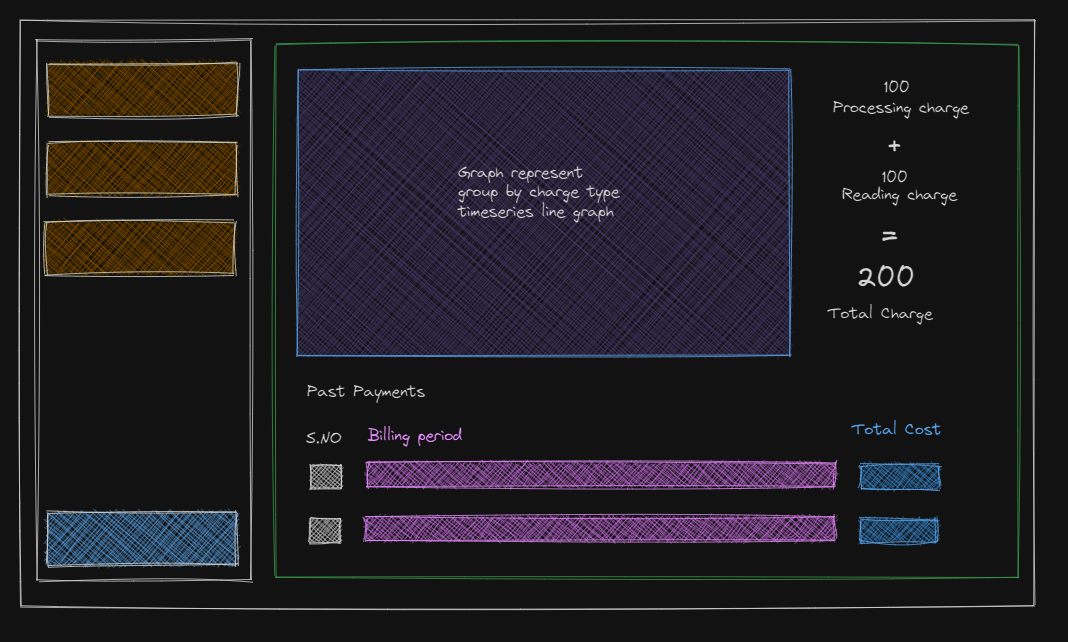 Graph represent
group by charge type
timeseries line graph
100
Processing charge
+
100
Reading charge
=
200
Total Charge
Past Payments
S.NO Billing period Total Cost